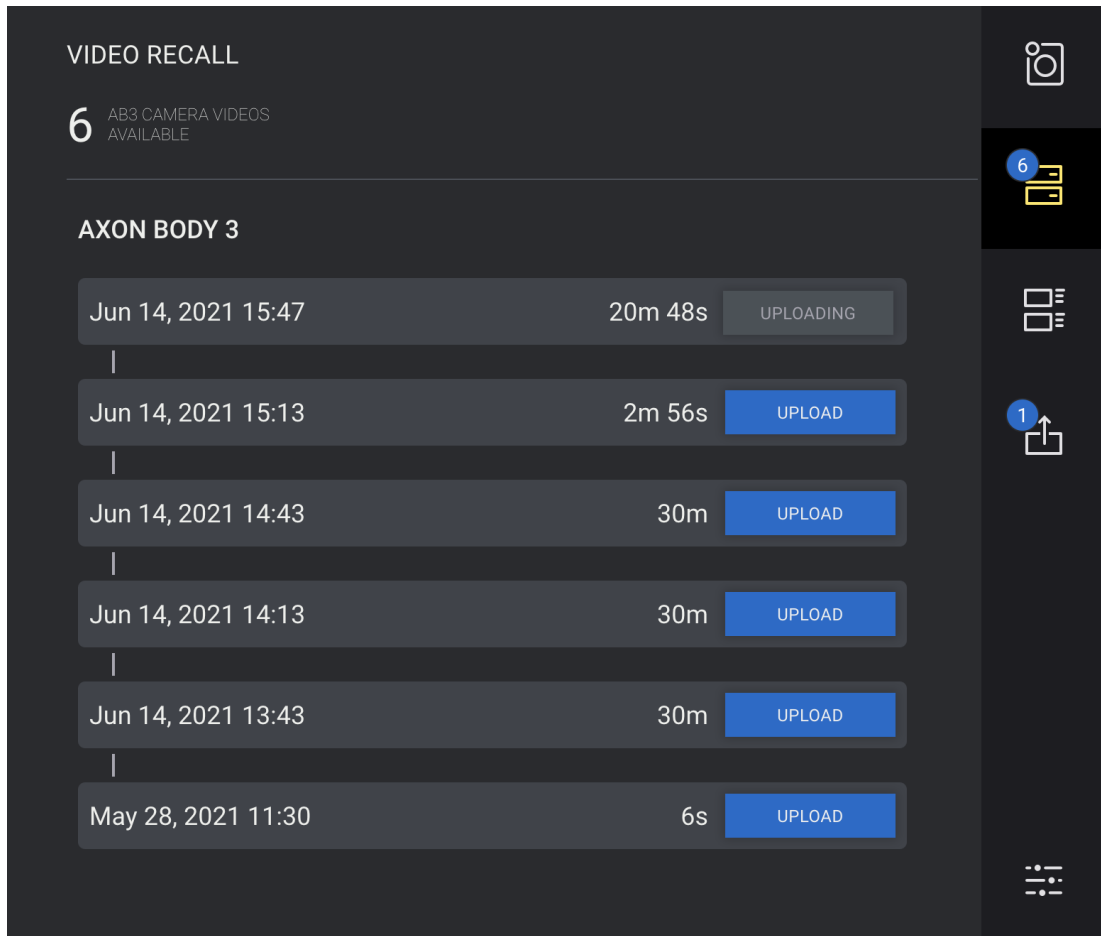 VIDEO RECALL
6 AB3 CAMERA VIDEOS
AVAILABLE
6
AXON BODY 3
Jun 14, 2021 15:47 20m 48s UPLOADING
Jun 14, 2021 15:13 2m 56s UPLOAD
1
Jun 14, 2021 14:43 30m UPLOAD
Jun 14, 2021 14:13 30m UPLOAD
Jun 14, 2021 13:43 30m UPLOAD
May 28, 2021 11:30 6s UPLOAD